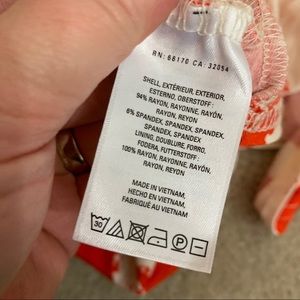 RN: 66170 CA: 32054
SHELL, EXTÉRIEUR, EXTERIOR,
ESTERNO, OBERSTOFF:
94% RAYON, RAYONNE, RAYÓN,
RAYON, REYON
6% SPANDEX, SPANDEX, SPANDEX,
SPANDEX, SPANDEX
LINING, DOUBLURE, FORRO,
FODERA, FUTTERSTOFF:
100% RAYON, RAYONNE, RAYÓN,
RAYON, REYON
MADE IN VIETNAM,
HECHO EN VIETNAM,
FABRIQUÉ AU VIETNAM
30 P